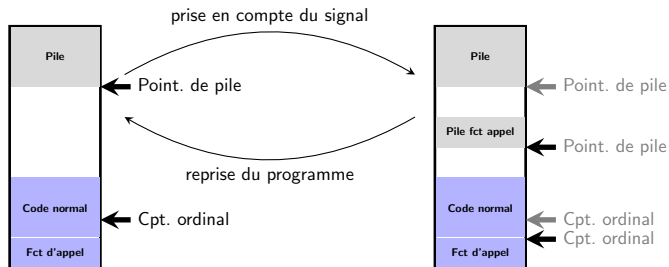 prise en compte du signal
Pile
Point. de pile
Code normal
Cpt. ordinal
Fct d'appel
reprise du programme
Pile
Point. de pile
Pile fct appel
Point. de pile
Code normal
Cpt. ordinal
Cpt. ordinal
Fct d'appel